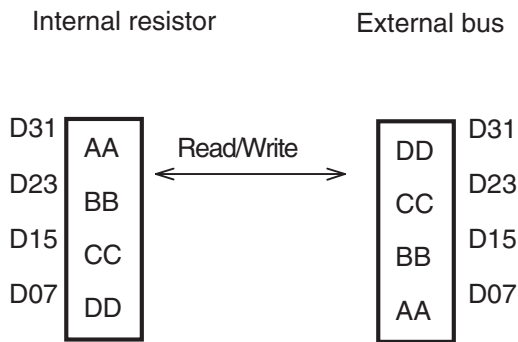 Internal resistor External bus
D31 D31
AA Read/Write DD
D23 D23
BB CC
D15 D15
CC BB
D07 D07
DD AA